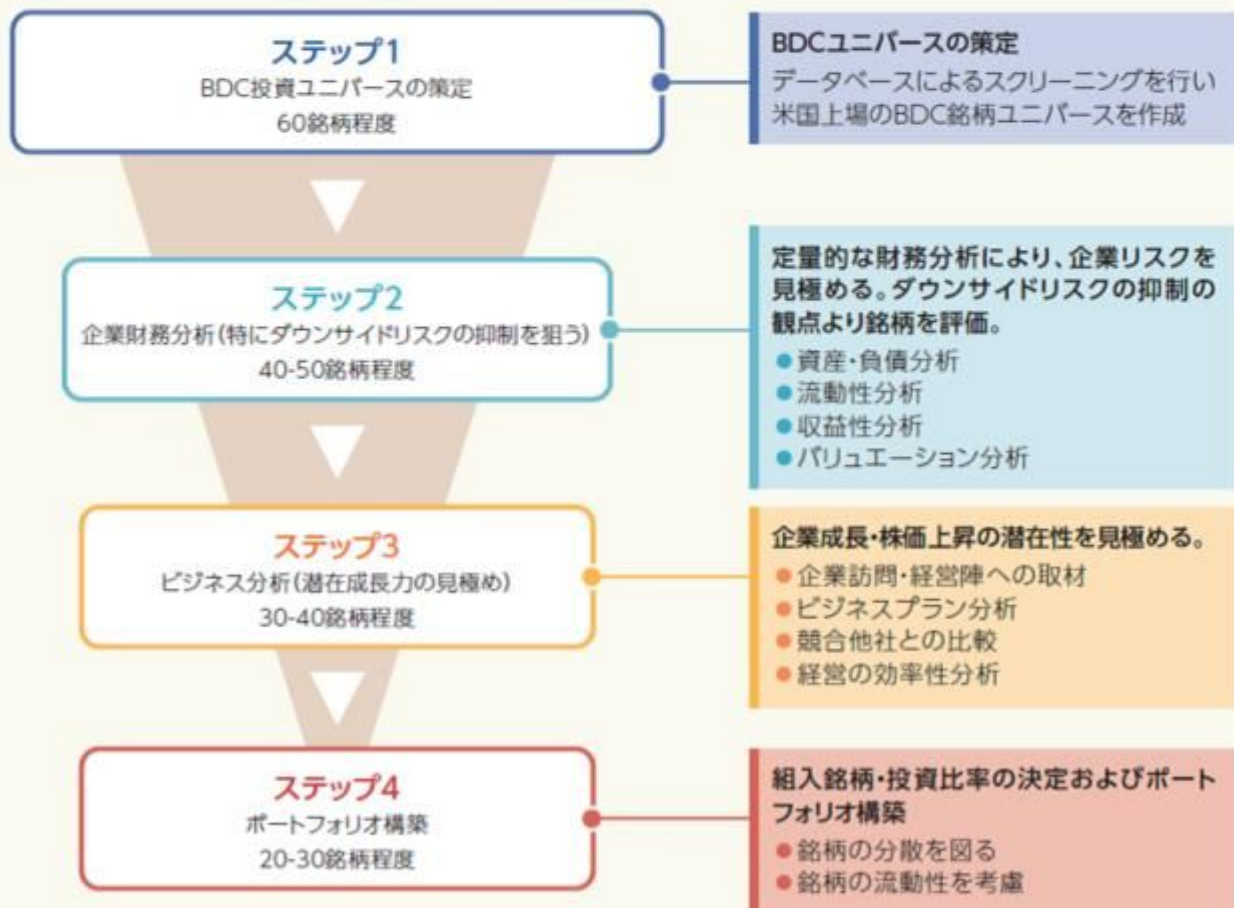 ステップ1
BDC投資ユニバースの策定
60銘柄程度
BDCユニバースの策定
データベースによるスクリーニングを行い
米国上場のBDC銘柄ユニバースを作成
ステップ2
企業財務分析(特にダウンサイドリスクの抑制を狙う)
40-50銘柄程度
定量的な財務分析により、企業リスクを
見極める。ダウンサイドリスクの抑制の
観点より銘柄を評価。
●資産・負債分析
●流動性分析
●収益性分析
●バリュエーション分析
ステップ3
ビジネス分析(潜在成長力の見極め)
30-40銘柄程度
企業成長・株価上昇の潜在性を見極める。
●企業訪問・経営陣への取材
●ビジネスプラン分析
●競合他社との比較
●経営の効率性分析
ステップ4
ポートフォリオ構築
20-30銘柄程度
組入銘柄・投資比率の決定およびポート
フォリオ構築
●銘柄の分散を図る
●銘柄の流動性を考慮